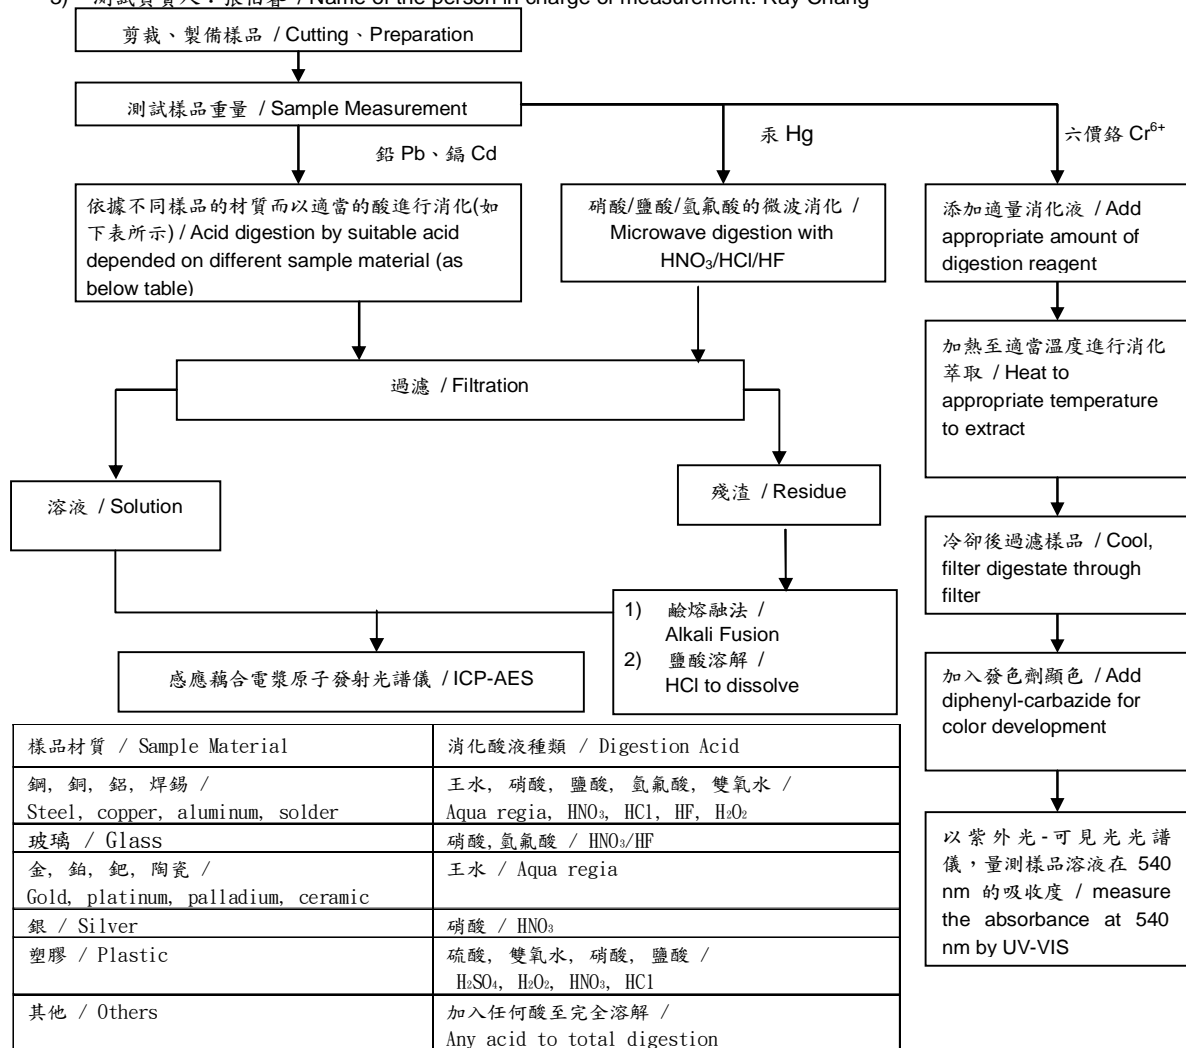 測試負責人： / Name of the person in charge of measurement: Ray Chang
剪裁、製備樣品 / Cutting、Preparation
測試樣品重量 / Sample Measurement
鉛 Pb、鎘 Cd
汞 Hg
六價鉻 Cr⁶⁺
依據不同樣品的材質而以適當的酸進行消化(如
下表所示) / Acid digestion by suitable acid
depended on different sample material (as
below table)
硝酸/鹽酸/氫氟酸的微波消化 /
Microwave digestion with
HNO₃/HCl/HF
添加適量消化液 / Add
appropriate amount of
digestion reagent
加熱至適當溫度進行消化
萃取 / Heat to
appropriate temperature
to extract
過濾 / Filtration
溶液 / Solution
殘渣 / Residue
冷卻後過濾樣品 / Cool,
filter digestate through
filter
1) 鹼熔融法 /
Alkali Fusion
2) 鹽酸溶解 /
HCl to dissolve
感應藕合電漿原子發射光譜儀 / ICP-AES
加入發色劑顯色 / Add
diphenyl-carbazide for
color development
以紫外光-可見光光譜
儀，量測樣品溶液在 540
nm 的吸收度 / measure
the absorbance at 540
nm by UV-VIS
樣品材質 / Sample Material
消化酸液種類 / Digestion Acid
鋼, 銅, 鋁, 焊錫 /
Steel, copper, aluminum, solder
王水, 硝酸, 鹽酸, 氫氟酸, 雙氧水 /
Aqua regia, HNO₃, HCl, HF, H₂O₂
玻璃 / Glass
硝酸,氫氟酸 / HNO₃/HF
金, 鉑, 鈀, 陶瓷 /
Gold, platinum, palladium, ceramic
王水 / Aqua regia
銀 / Silver
硝酸 / HNO₃
塑膠 / Plastic
硫酸, 雙氧水, 硝酸, 鹽酸 /
H₂SO₄, H₂O₂, HNO₃, HCl
其他 / Others
加入任何酸至完全溶解 /
Any acid to total digestion